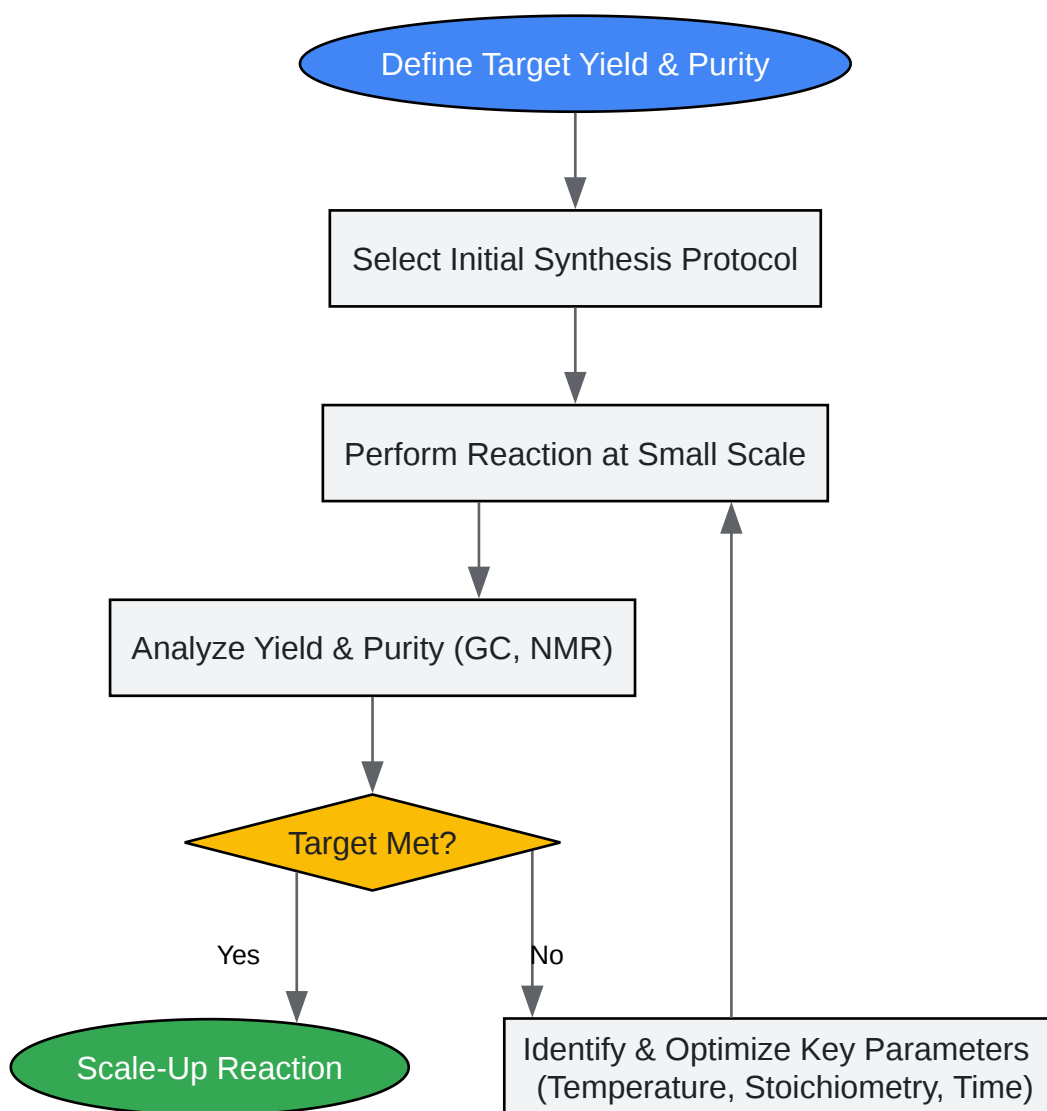 Define Target Yield & Purity
Select Initial Synthesis Protocol
Perform Reaction at Small Scale
Analyze Yield & Purity (GC, NMR)
Target Met?
Yes
No
Scale-Up Reaction
Identify & Optimize Key Parameters
(Temperature, Stoichiometry, Time)